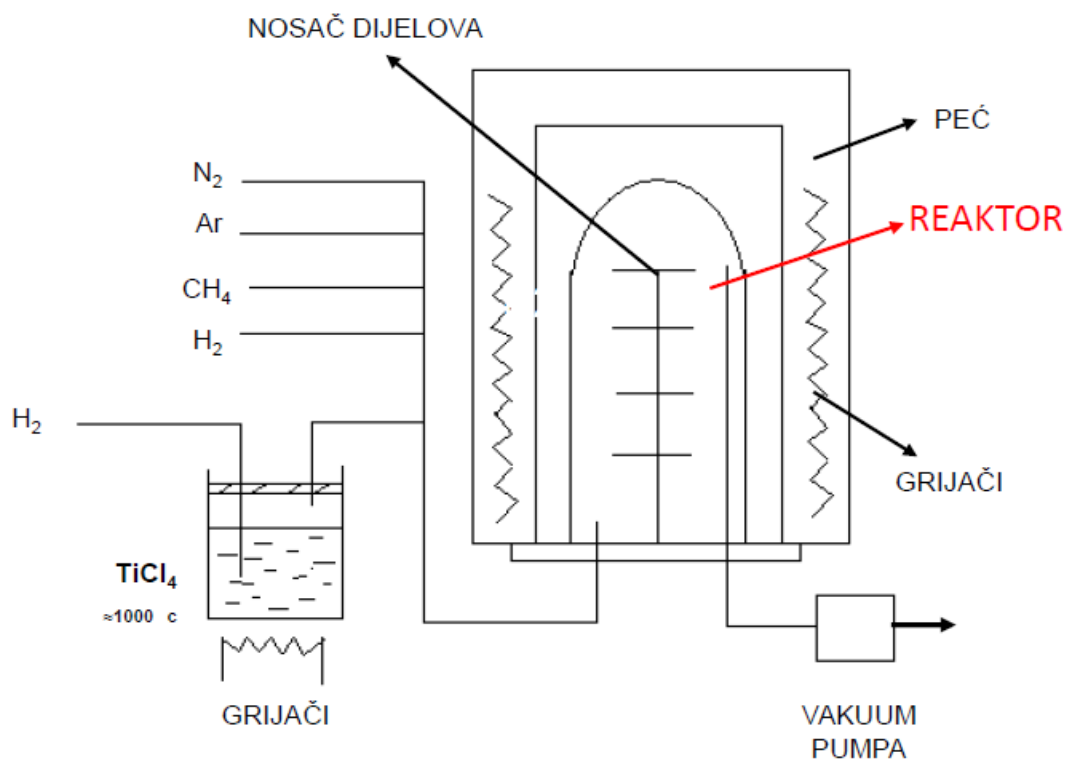 NOSAČ DIJELOVA
PEĆ
N₂
Ar
REAKTOR
CH₄
H₂
H₂
GRIJAČI
TiCl₄
≈1000 c
GRIJAČI
VAKUUM
PUMPA